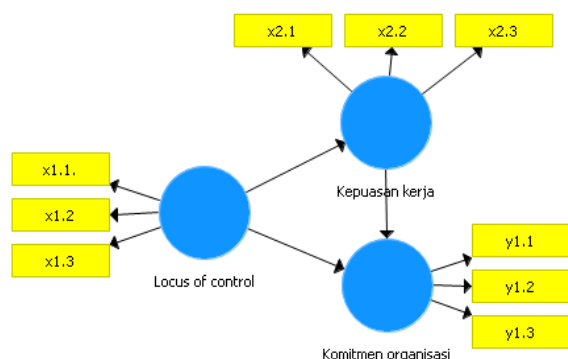 x2.1
x2.2
x2.3
Kepuasan kerja
x1.1.
x1.2
x1.3
Locus of control
y1.1
y1.2
y1.3
Komitmen organisasi